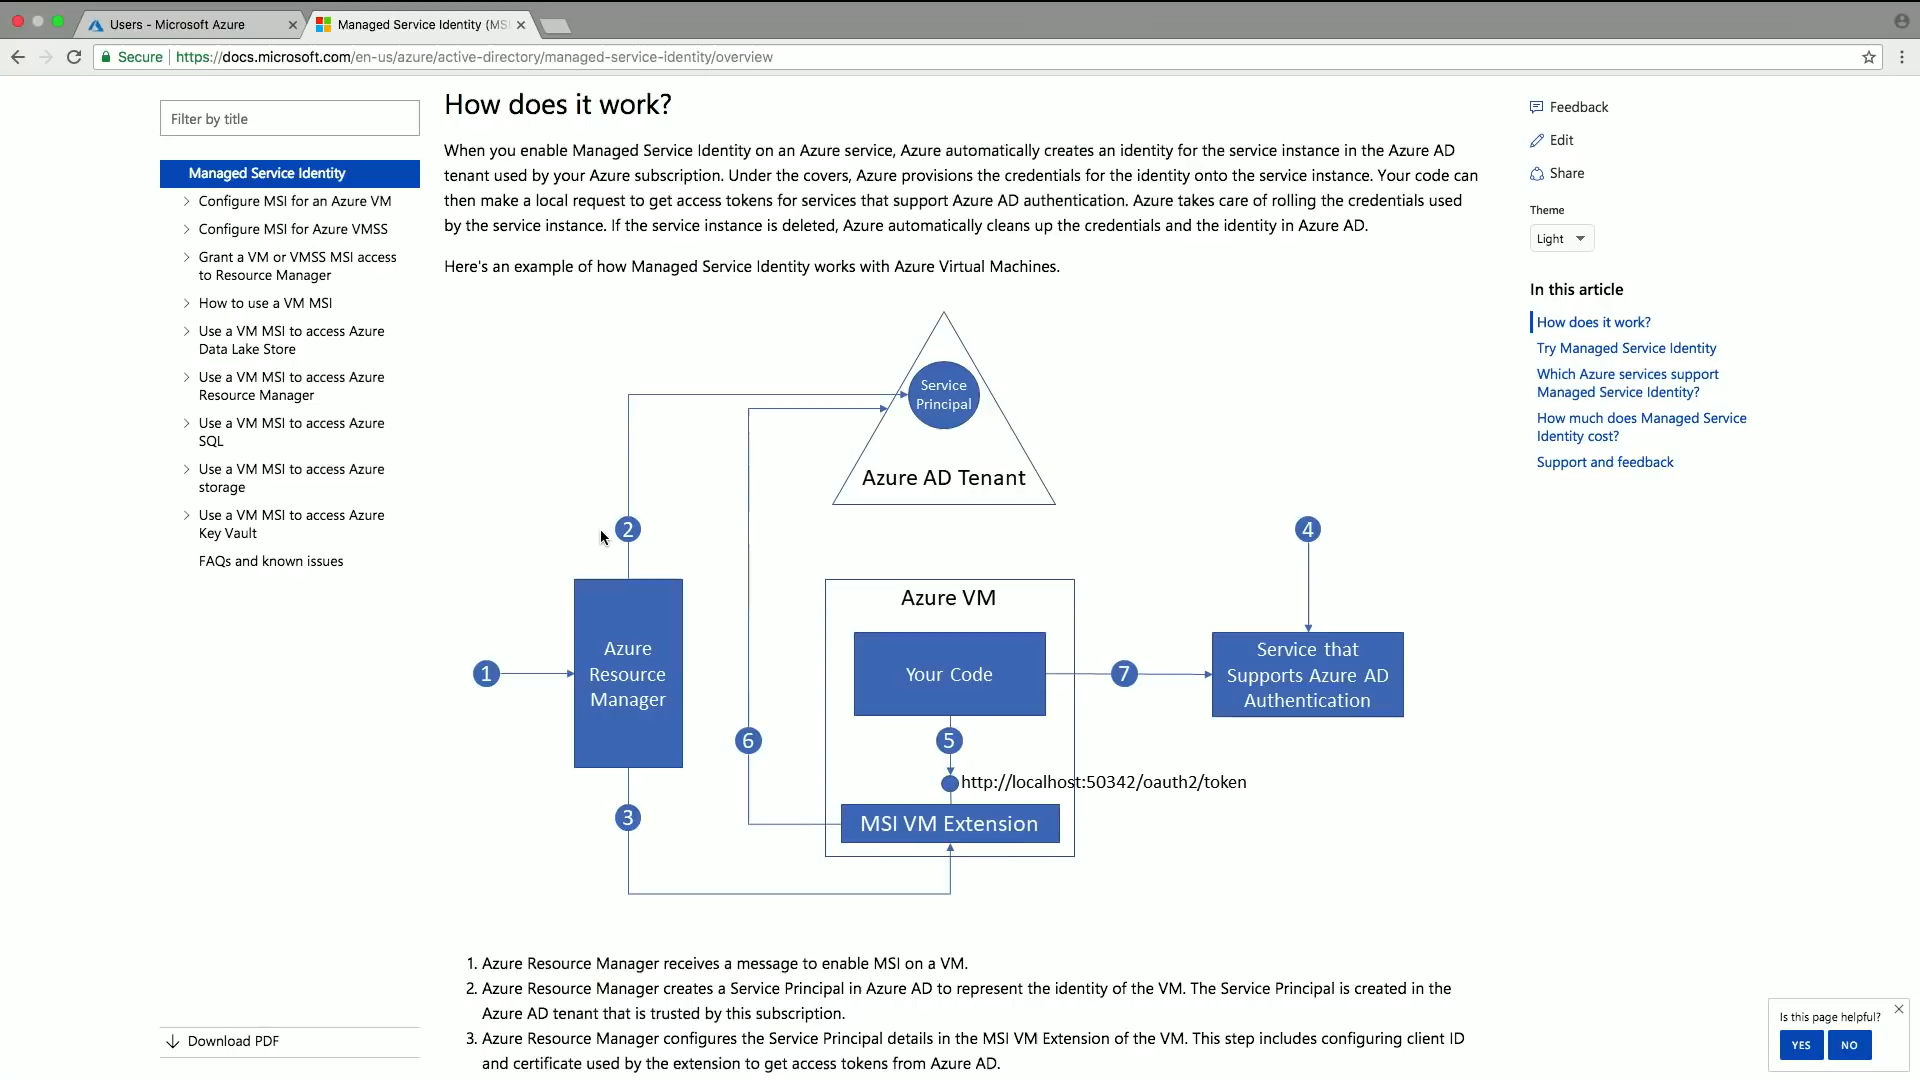 Users - Microsoft Azure
Managed Service Identity (MSI
Secure
https://docs.microsoft.com/en-us/azure/active-directory/managed-service-identity/overview
Filter by title
Managed Service Identity
Configure MSI for an Azure VM
Configure MSI for Azure VMSS
Grant a VM or VMSS MSI access
to Resource Manager
How to use a VM MSI
Use a VM MSI to access Azure
Data Lake Store
Use a VM MSI to access Azure
Resource Manager
Use a VM MSI to access Azure
SQL
Use a VM MSI to access Azure
storage
Use a VM MSI to access Azure
Key Vault
FAQs and known issues
Download PDF
How does it work?
When you enable Managed Service Identity on an Azure service, Azure automatically creates an identity for the service instance in the Azure AD
tenant used by your Azure subscription. Under the covers, Azure provisions the credentials for the identity onto the service instance. Your code can
then make a local request to get access tokens for services that support Azure AD authentication. Azure takes care of rolling the credentials used
by the service instance. If the service instance is deleted, Azure automatically cleans up the credentials and the identity in Azure AD.
Here's an example of how Managed Service Identity works with Azure Virtual Machines.
Service
Principal
Azure AD Tenant
2
4
Azure VM
1
Azure
Resource
Manager
Your Code
7
Service that
Supports Azure AD
Authentication
6
5
http://localhost:50342/oauth2/token
3
MSI VM Extension
1. Azure Resource Manager receives a message to enable MSI on a VM.
2. Azure Resource Manager creates a Service Principal in Azure AD to represent the identity of the VM. The Service Principal is created in the
Azure AD tenant that is trusted by this subscription.
3. Azure Resource Manager configures the Service Principal details in the MSI VM Extension of the VM. This step includes configuring client ID
and certificate used by the extension to get access tokens from Azure AD.
Feedback
Edit
Share
Theme
Light
In this article
How does it work?
Try Managed Service Identity
Which Azure services support
Managed Service Identity?
How much does Managed Service
Identity cost?
Support and feedback
Is this page helpful?
YES
NO